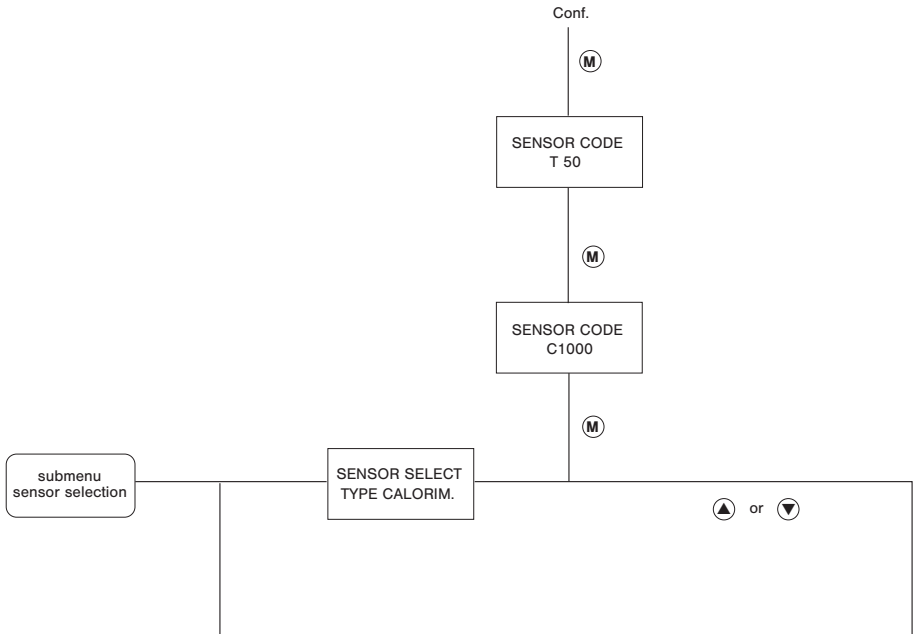 Conf.
M
SENSOR CODE
T 50
M
SENSOR CODE
C1000
M
submenu
sensor selection
SENSOR SELECT
TYPE CALORIM.
▲ or ▼